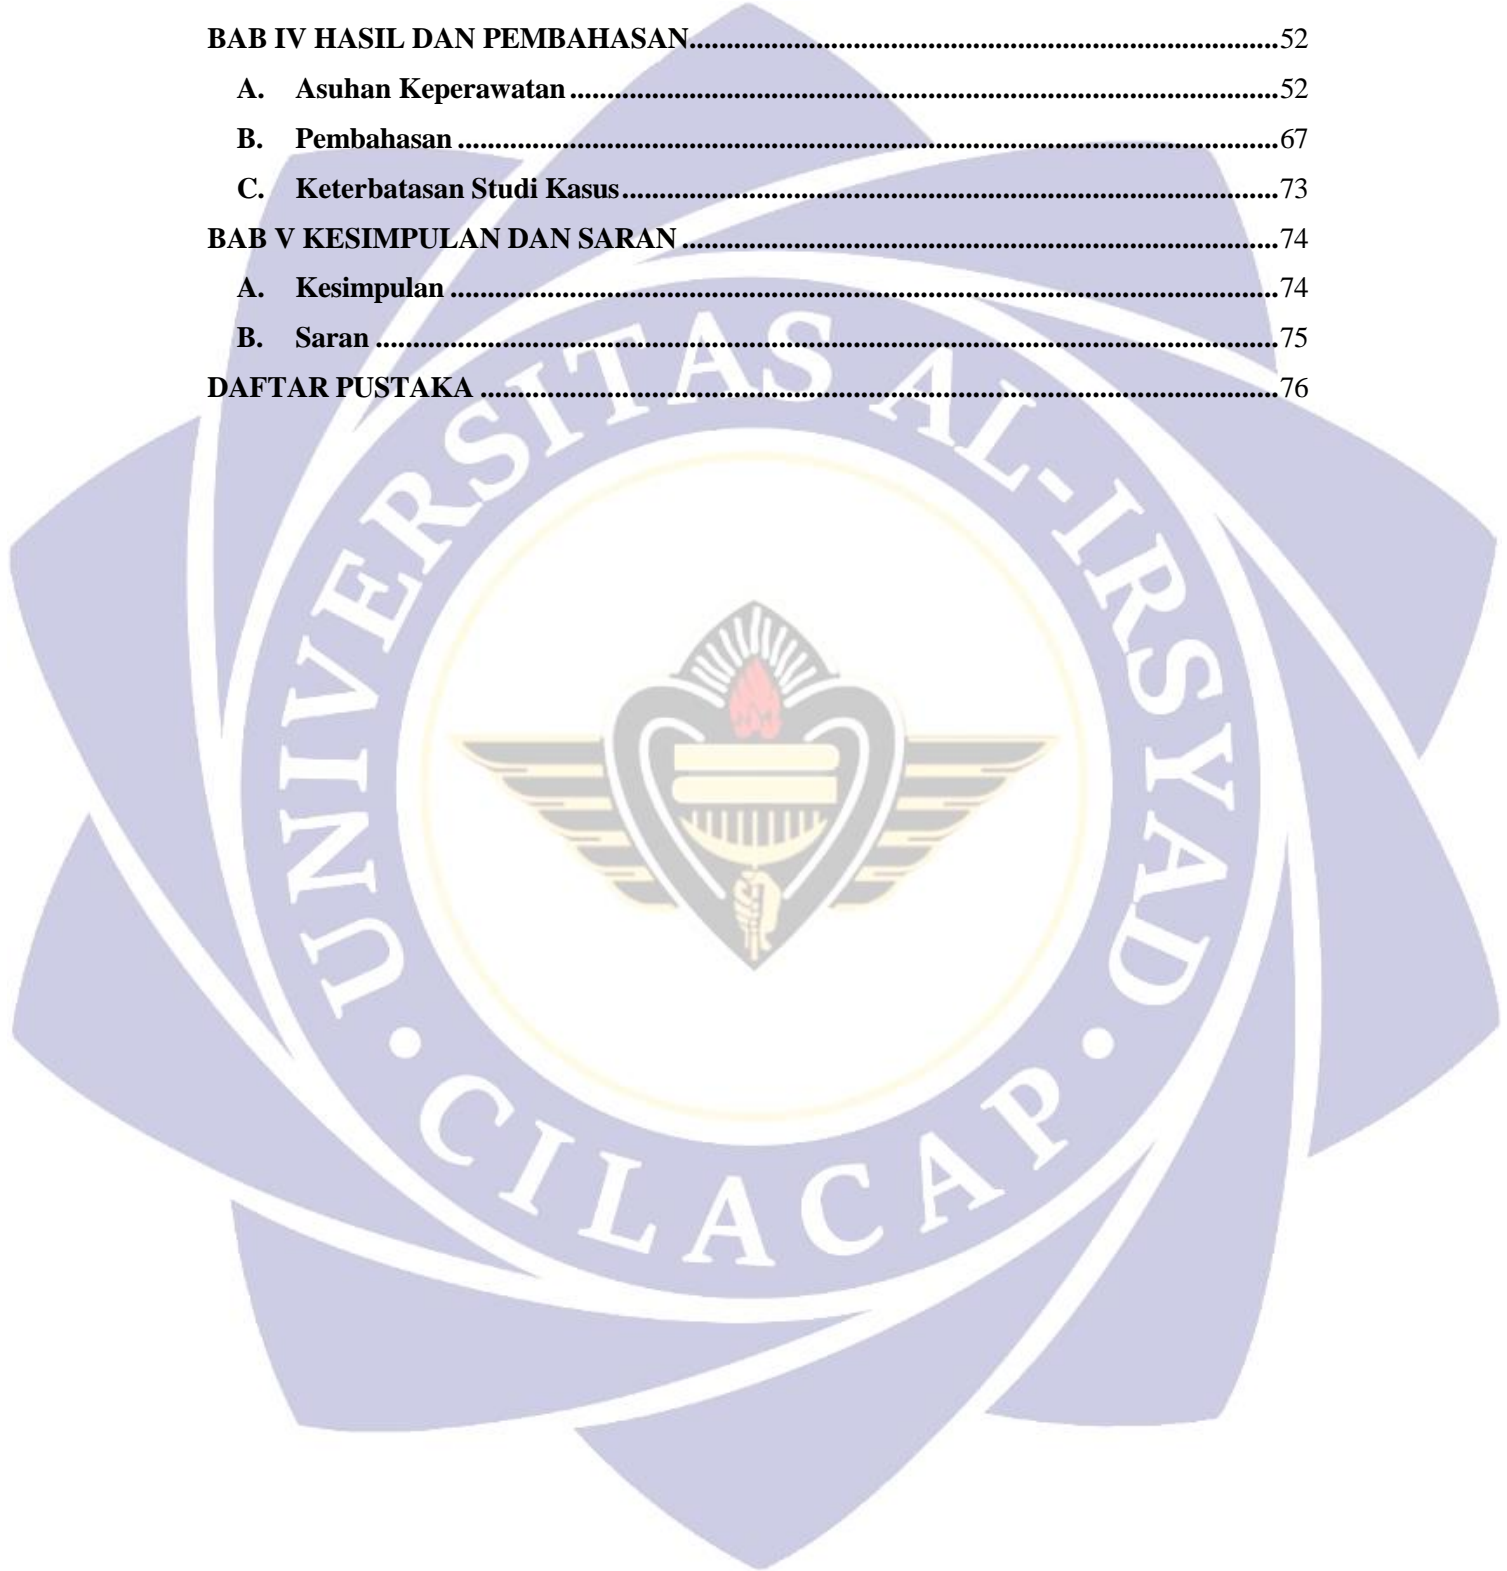 BAB IV HASIL DAN PEMBAHASAN........................................................................52
A. Asuhan Keperawatan........................................................................52
B. Pembahasan........................................................................67
C. Keterbatasan Studi Kasus........................................................................73
BAB V KESIMPULAN DAN SARAN........................................................................74
A. Kesimpulan........................................................................74
B. Saran........................................................................75
DAFTAR PUSTAKA........................................................................76
UNIVERSITAS AL-IRSYAD
CILACAP